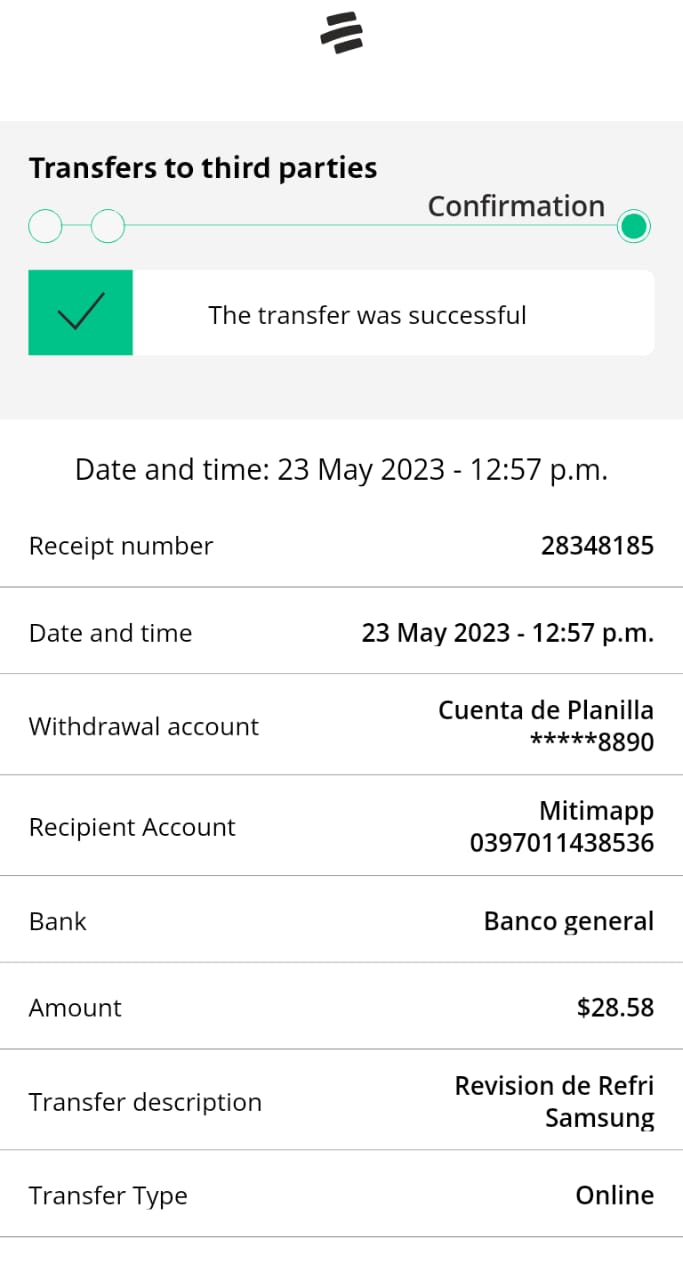 Transfers to third parties
Confirmation
The transfer was successful
Date and time: 23 May 2023 - 12:57 p.m.
Receipt number 28348185
Date and time 23 May 2023 - 12:57 p.m.
Withdrawal account Cuenta de Planilla
*****8890
Recipient Account Mitimapp
0397011438536
Bank Banco general
Amount $28.58
Transfer description Revision de Refri
Samsung
Transfer Type Online